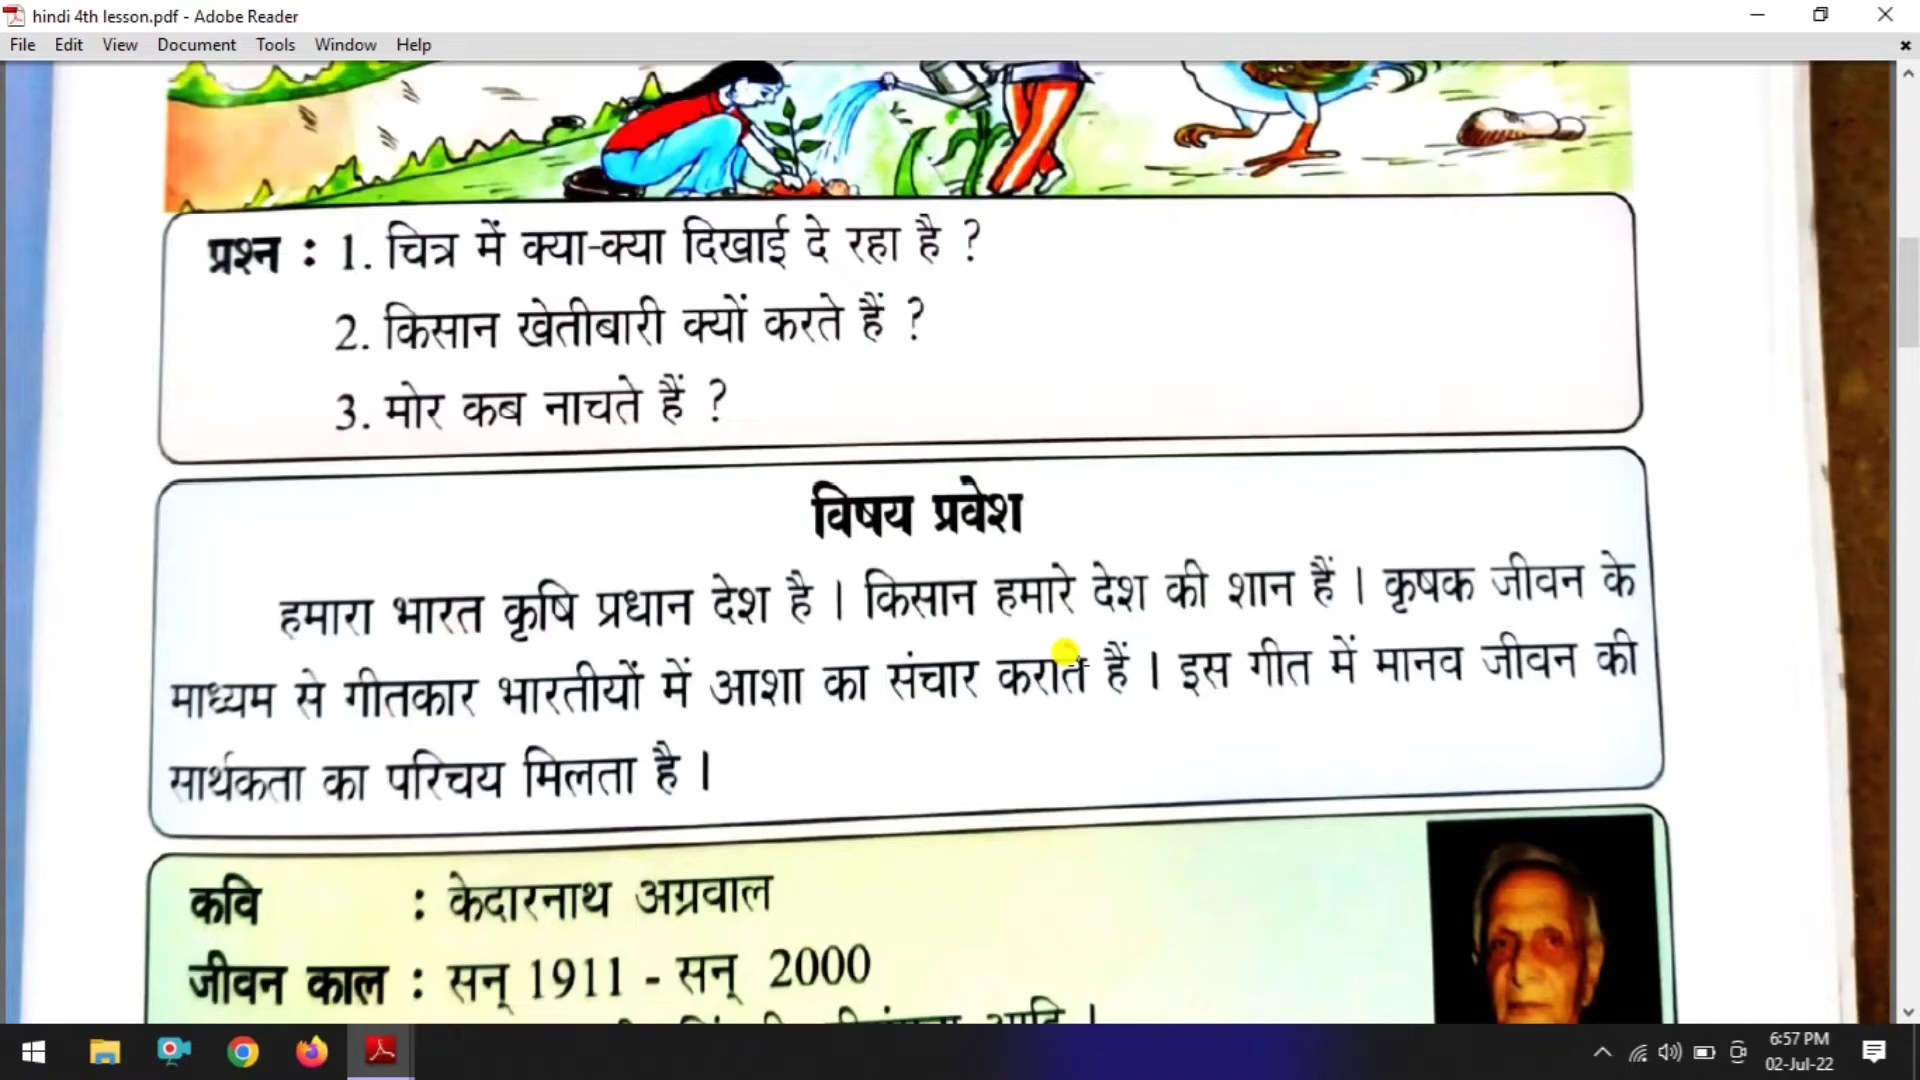 hindi 4th lesson.pdf - Adobe Reader
File Edit View Document Tools Window Help
प्रश्न : 1. चित्र में क्या-क्या दिखाई दे रहा है ?
2. किसान खेतीबारी क्यों करते हैं ?
3. मोर कब नाचते हैं ?
विषय प्रवेश
हमारा भारत कृषि प्रधान देश है । किसान हमारे देश की शान हैं । कृषक जीवन के
माध्यम से गीतकार भारतीयों में आशा का संचार कराते हैं । इस गीत में मानव जीवन की
सार्थकता का परिचय मिलता है ।
कवि : केदारनाथ अग्रवाल
जीवन काल : सन् 1911 - सन् 2000
आदि ।
6:57 PM
02-Jul-22